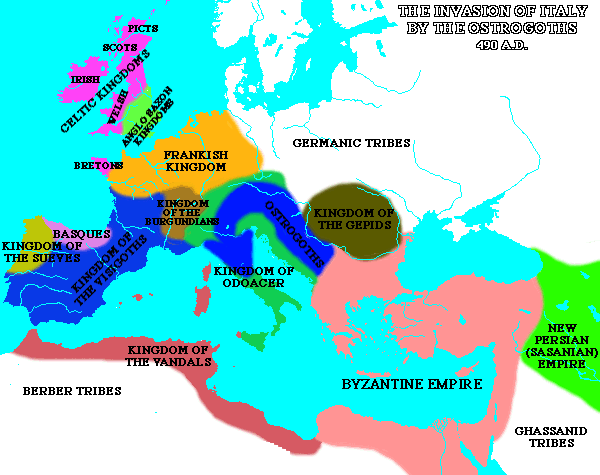 THE INVASION OF ITALY
BY THE OSTROGOTHS
490 A.D.
PICTS
SCOTS
IRISH
CELTIC KINGDOMS
WELSH
ANGLO SAXON
KINGDOMS
BRETONS
FRANKISH
KINGDOM
GERMANIC TRIBES
KINGDOM
OF THE
BURGUNDIANS
OSTROGOTHS
KINGDOM OF
THE GEPIDS
BASQUES
KINGDOM OF
THE SUEVES
KINGDOM OF
THE VISIGOTHS
KINGDOM OF
ODOACER
KINGDOM OF
THE VANDALS
BERBER TRIBES
BYZANTINE EMPIRE
NEW
PERSIAN
(SASANIAN)
EMPIRE
GHASSANID
TRIBES